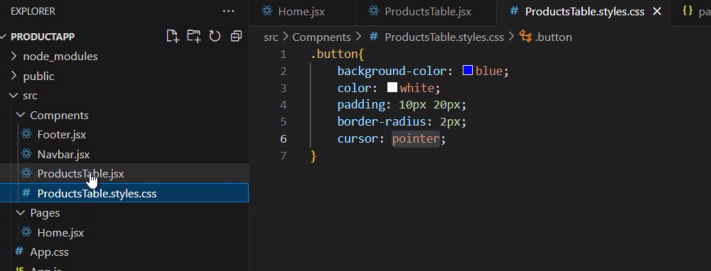 EXPLORER
PRODUCTAPP
node_modules
public
src
Compnents
Footer.jsx
Navbar.jsx
ProductsTable.jsx
# ProductsTable.styles.css
Pages
Home.jsx
# App.css
Home.jsx
ProductsTable.jsx
# ProductsTable.styles.css
{} pa
src > Compnents > # ProductsTable.styles.css > .button
1 .button{
2 background-color: blue;
3 color: white;
4 padding: 10px 20px;
5 border-radius: 2px;
6 cursor: pointer;
7 }